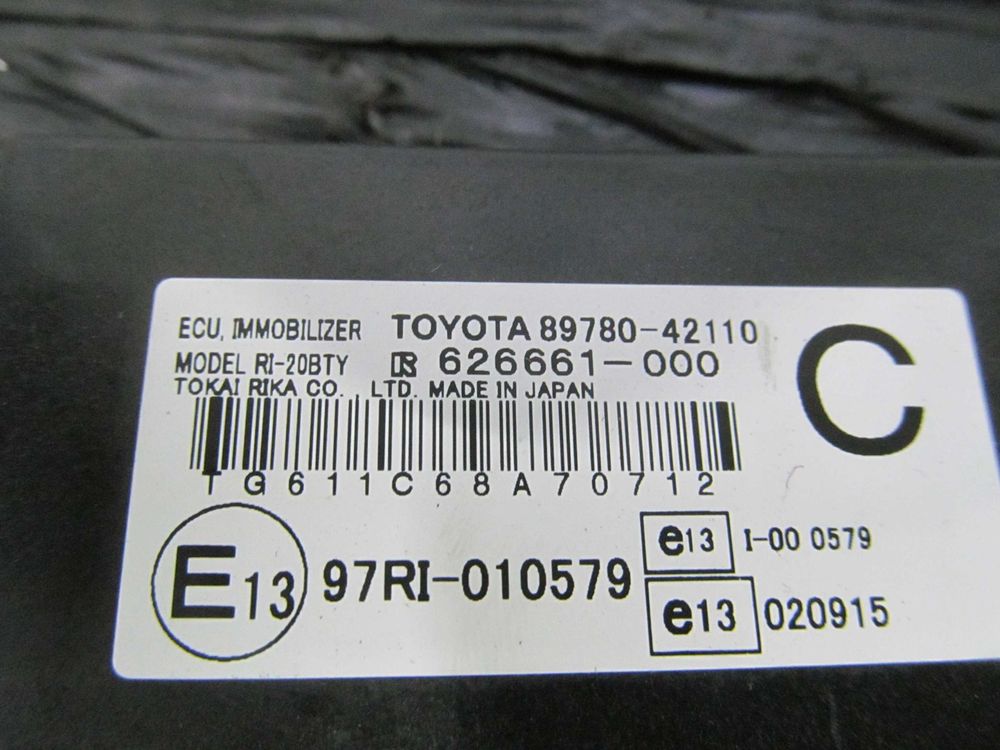 ECU, IMMOBILIZER TOYOTA 89780-42110
MODEL RI-20BTY 626661-000
TOKAI RIKA CO., LTD. MADE IN JAPAN
C
TG611C68A70712
E13 97RI-010579
e13 I-00 0579
e13 020915